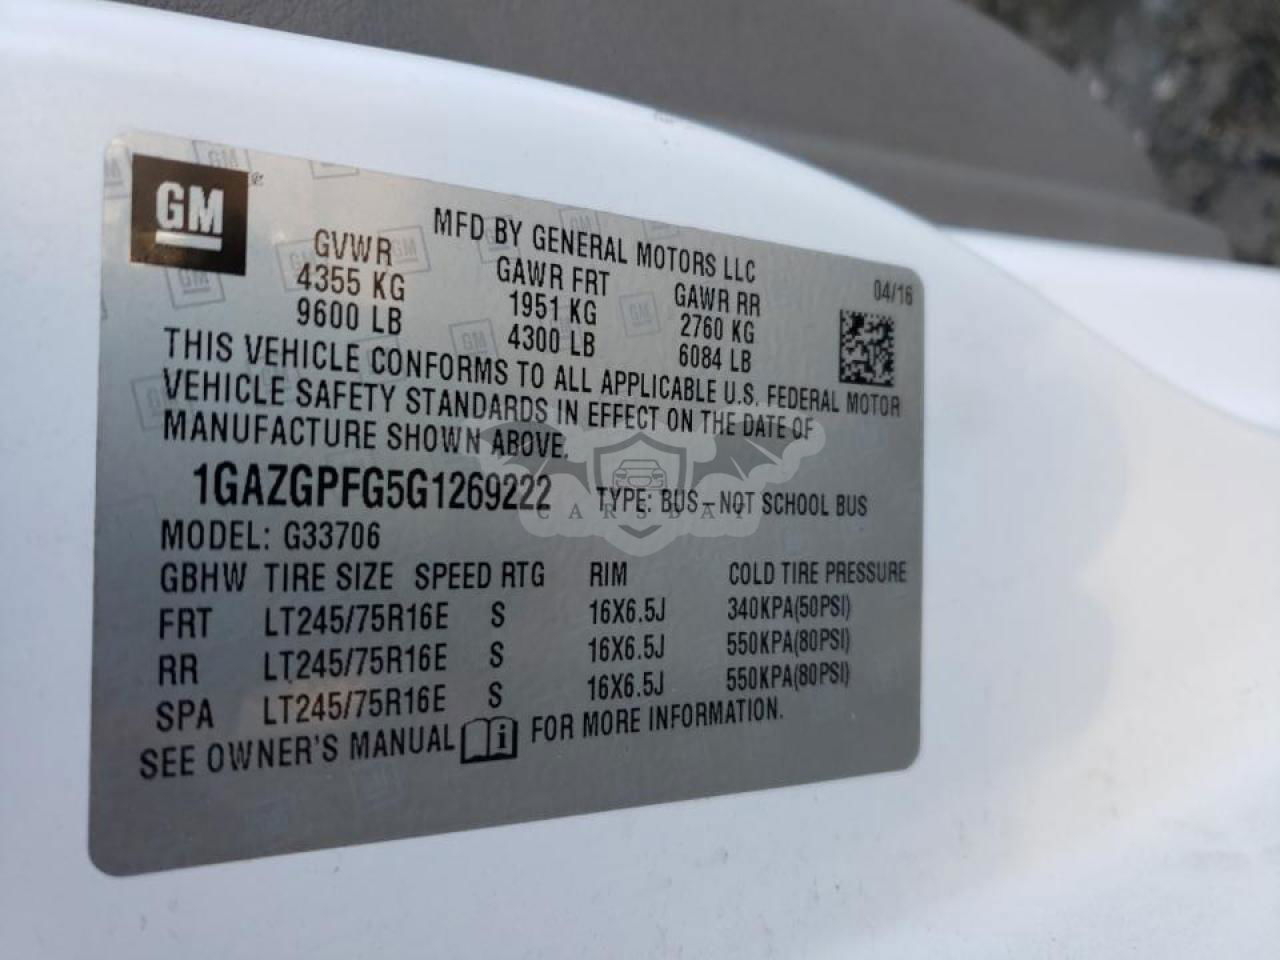 GM
MFD BY GENERAL MOTORS LLC
04/16
GVWR GAWR FRT GAWR RR
4355 KG 1951 KG 2760 KG
9600 LB 4300 LB 6084 LB
THIS VEHICLE CONFORMS TO ALL APPLICABLE U.S. FEDERAL MOTOR
VEHICLE SAFETY STANDARDS IN EFFECT ON THE DATE OF
MANUFACTURE SHOWN ABOVE.
1GAZGPFG5G1269222 TYPE: BUS-NOT SCHOOL BUS
CARSDAT
MODEL: G33706
GBHW TIRE SIZE SPEED RTG RIM COLD TIRE PRESSURE
FRT LT245/75R16E S 16X6.5J 340KPA(50PSI)
RR LT245/75R16E S 16X6.5J 550KPA(80PSI)
SPA LT245/75R16E S 16X6.5J 550KPA(80PSI)
SEE OWNER'S MANUAL i FOR MORE INFORMATION.